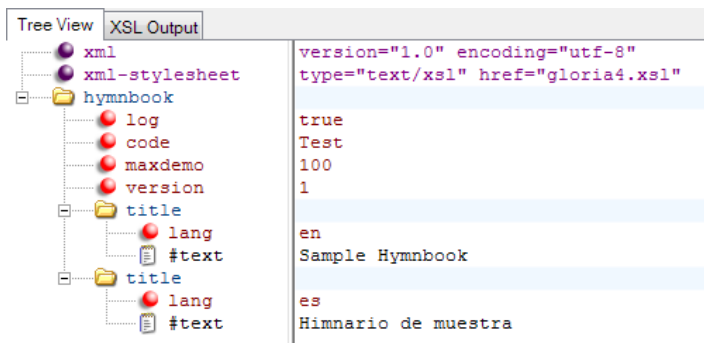 Tree View XSL Output
xml version="1.0" encoding="utf-8"
xml-stylesheet type="text/xsl" href="gloria4.xsl"
hymnbook
log true
code Test
maxdemo 100
version 1
title
lang en
#text Sample Hymnbook
title
lang es
#text Himnario de muestra